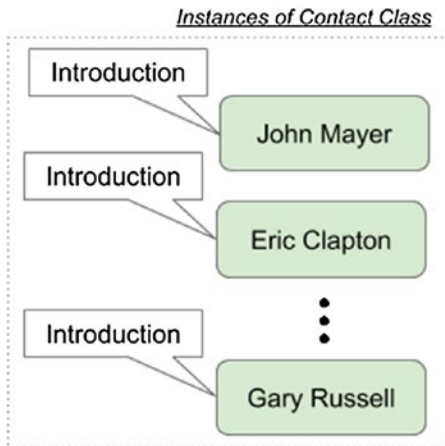 Instances of Contact Class
Introduction
John Mayer
Introduction
Eric Clapton
Introduction
Gary Russell